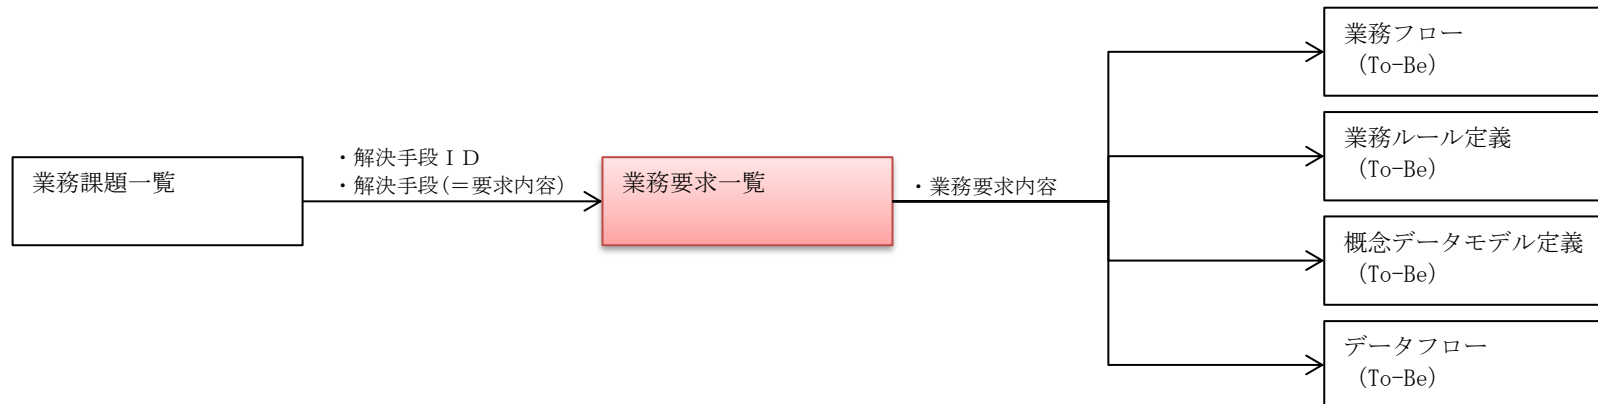 業務課題一覧
・解決手段ＩＤ
・解決手段(＝要求内容)
業務要求一覧
・業務要求内容
業務フロー
(To-Be)
業務ルール定義
(To-Be)
概念データモデル定義
(To-Be)
データフロー
(To-Be)